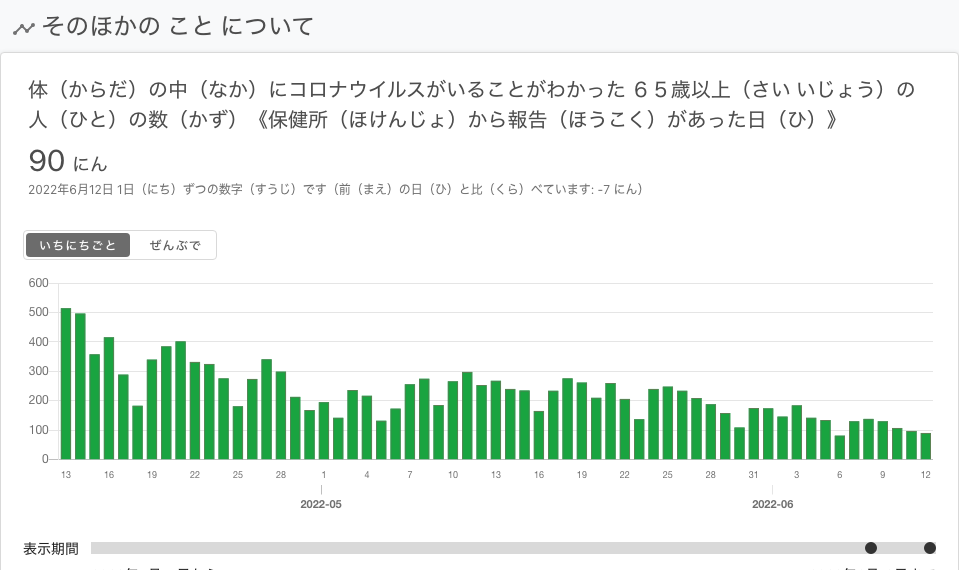 そのほかの こと について
体（からだ）の中（なか）にコロナウイルスがいることがわかった ６５歳以上（さい いじょう）の
人（ひと）の数（かず）《保健所（ほけんじょ）から報告（ほうこく）があった日（ひ）》
90 にん
2022年6月12日 1日（にち）ずつの数字（すうじ）です（前（まえ）の日（ひ）と比（くら）べています: -7 にん）
いちにちごと ぜんぶで
600
500
400
300
200
100
0
13 16 19 22 25 28 1 4 7 10 13 16 19 22 25 28 31 3 6 9 12
2022-05 2022-06
表示期間